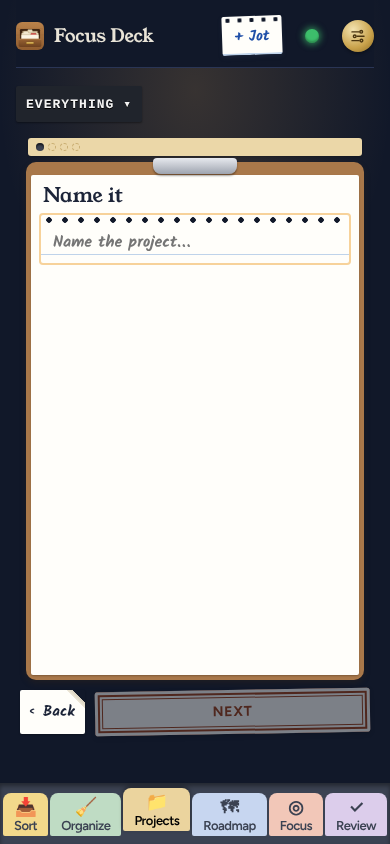 Focus Deck
+ Jot
EVERYTHING ▾
Name it
Name the project...
‹ Back
NEXT
Sort
Organize
Projects
Roadmap
Focus
Review